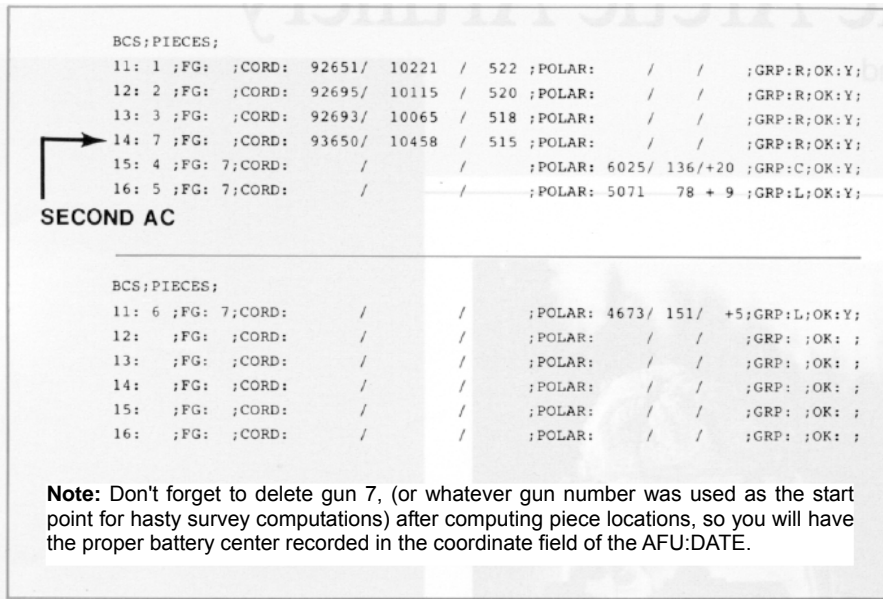 BCS;PIECES;
11: 1 ;FG: ;CORD: 92651/ 10221 / 522 ;POLAR: / / ;GRP:R;OK:Y;
12: 2 ;FG: ;CORD: 92695/ 10115 / 520 ;POLAR: / / ;GRP:R;OK:Y;
13: 3 ;FG: ;CORD: 92693/ 10065 / 518 ;POLAR: / / ;GRP:R;OK:Y;
14: 7 ;FG: ;CORD: 93650/ 10458 / 515 ;POLAR: / / ;GRP:R;OK:Y;
15: 4 ;FG: 7;CORD: / / ;POLAR: 6025/ 136/+20 ;GRP:C;OK:Y;
16: 5 ;FG: 7;CORD: / / ;POLAR: 5071 78 + 9 ;GRP:L;OK:Y;
SECOND AC
BCS;PIECES;
11: 6 ;FG: 7;CORD: / / ;POLAR: 4673/ 151/ +5;GRP:L;OK:Y;
12: ;FG: ;CORD: / / ;POLAR: / / ;GRP: ;OK: ;
13: ;FG: ;CORD: / / ;POLAR: / / ;GRP: ;OK: ;
14: ;FG: ;CORD: / / ;POLAR: / / ;GRP: ;OK: ;
15: ;FG: ;CORD: / / ;POLAR: / / ;GRP: ;OK: ;
16: ;FG: ;CORD: / / ;POLAR: / / ;GRP: ;OK: ;
Note: Don't forget to delete gun 7, (or whatever gun number was used as the start
point for hasty survey computations) after computing piece locations, so you will have
the proper battery center recorded in the coordinate field of the AFU:DATE.